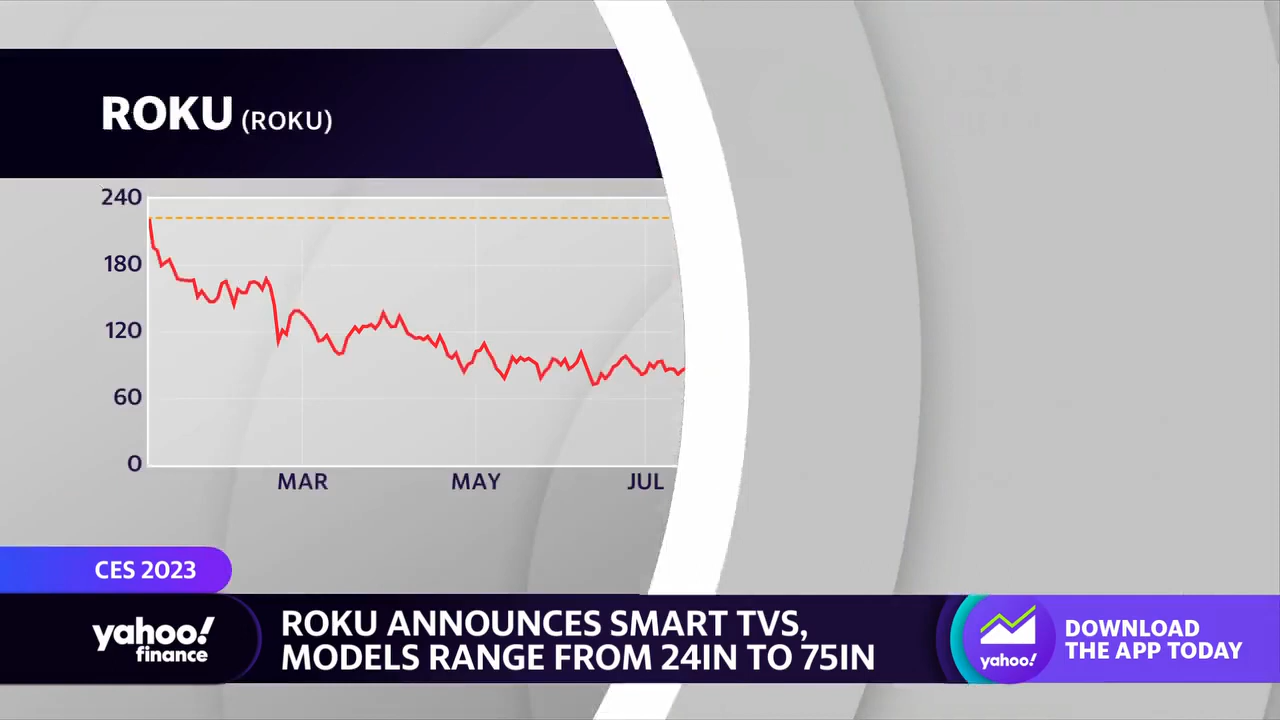 ROKU (ROKU)
240
180
120
60
0
MAR MAY JUL
CES 2023
yahoo!
finance
ROKU ANNOUNCES SMART TVS,
MODELS RANGE FROM 24IN TO 75IN
yahoo!
DOWNLOAD
THE APP TODAY